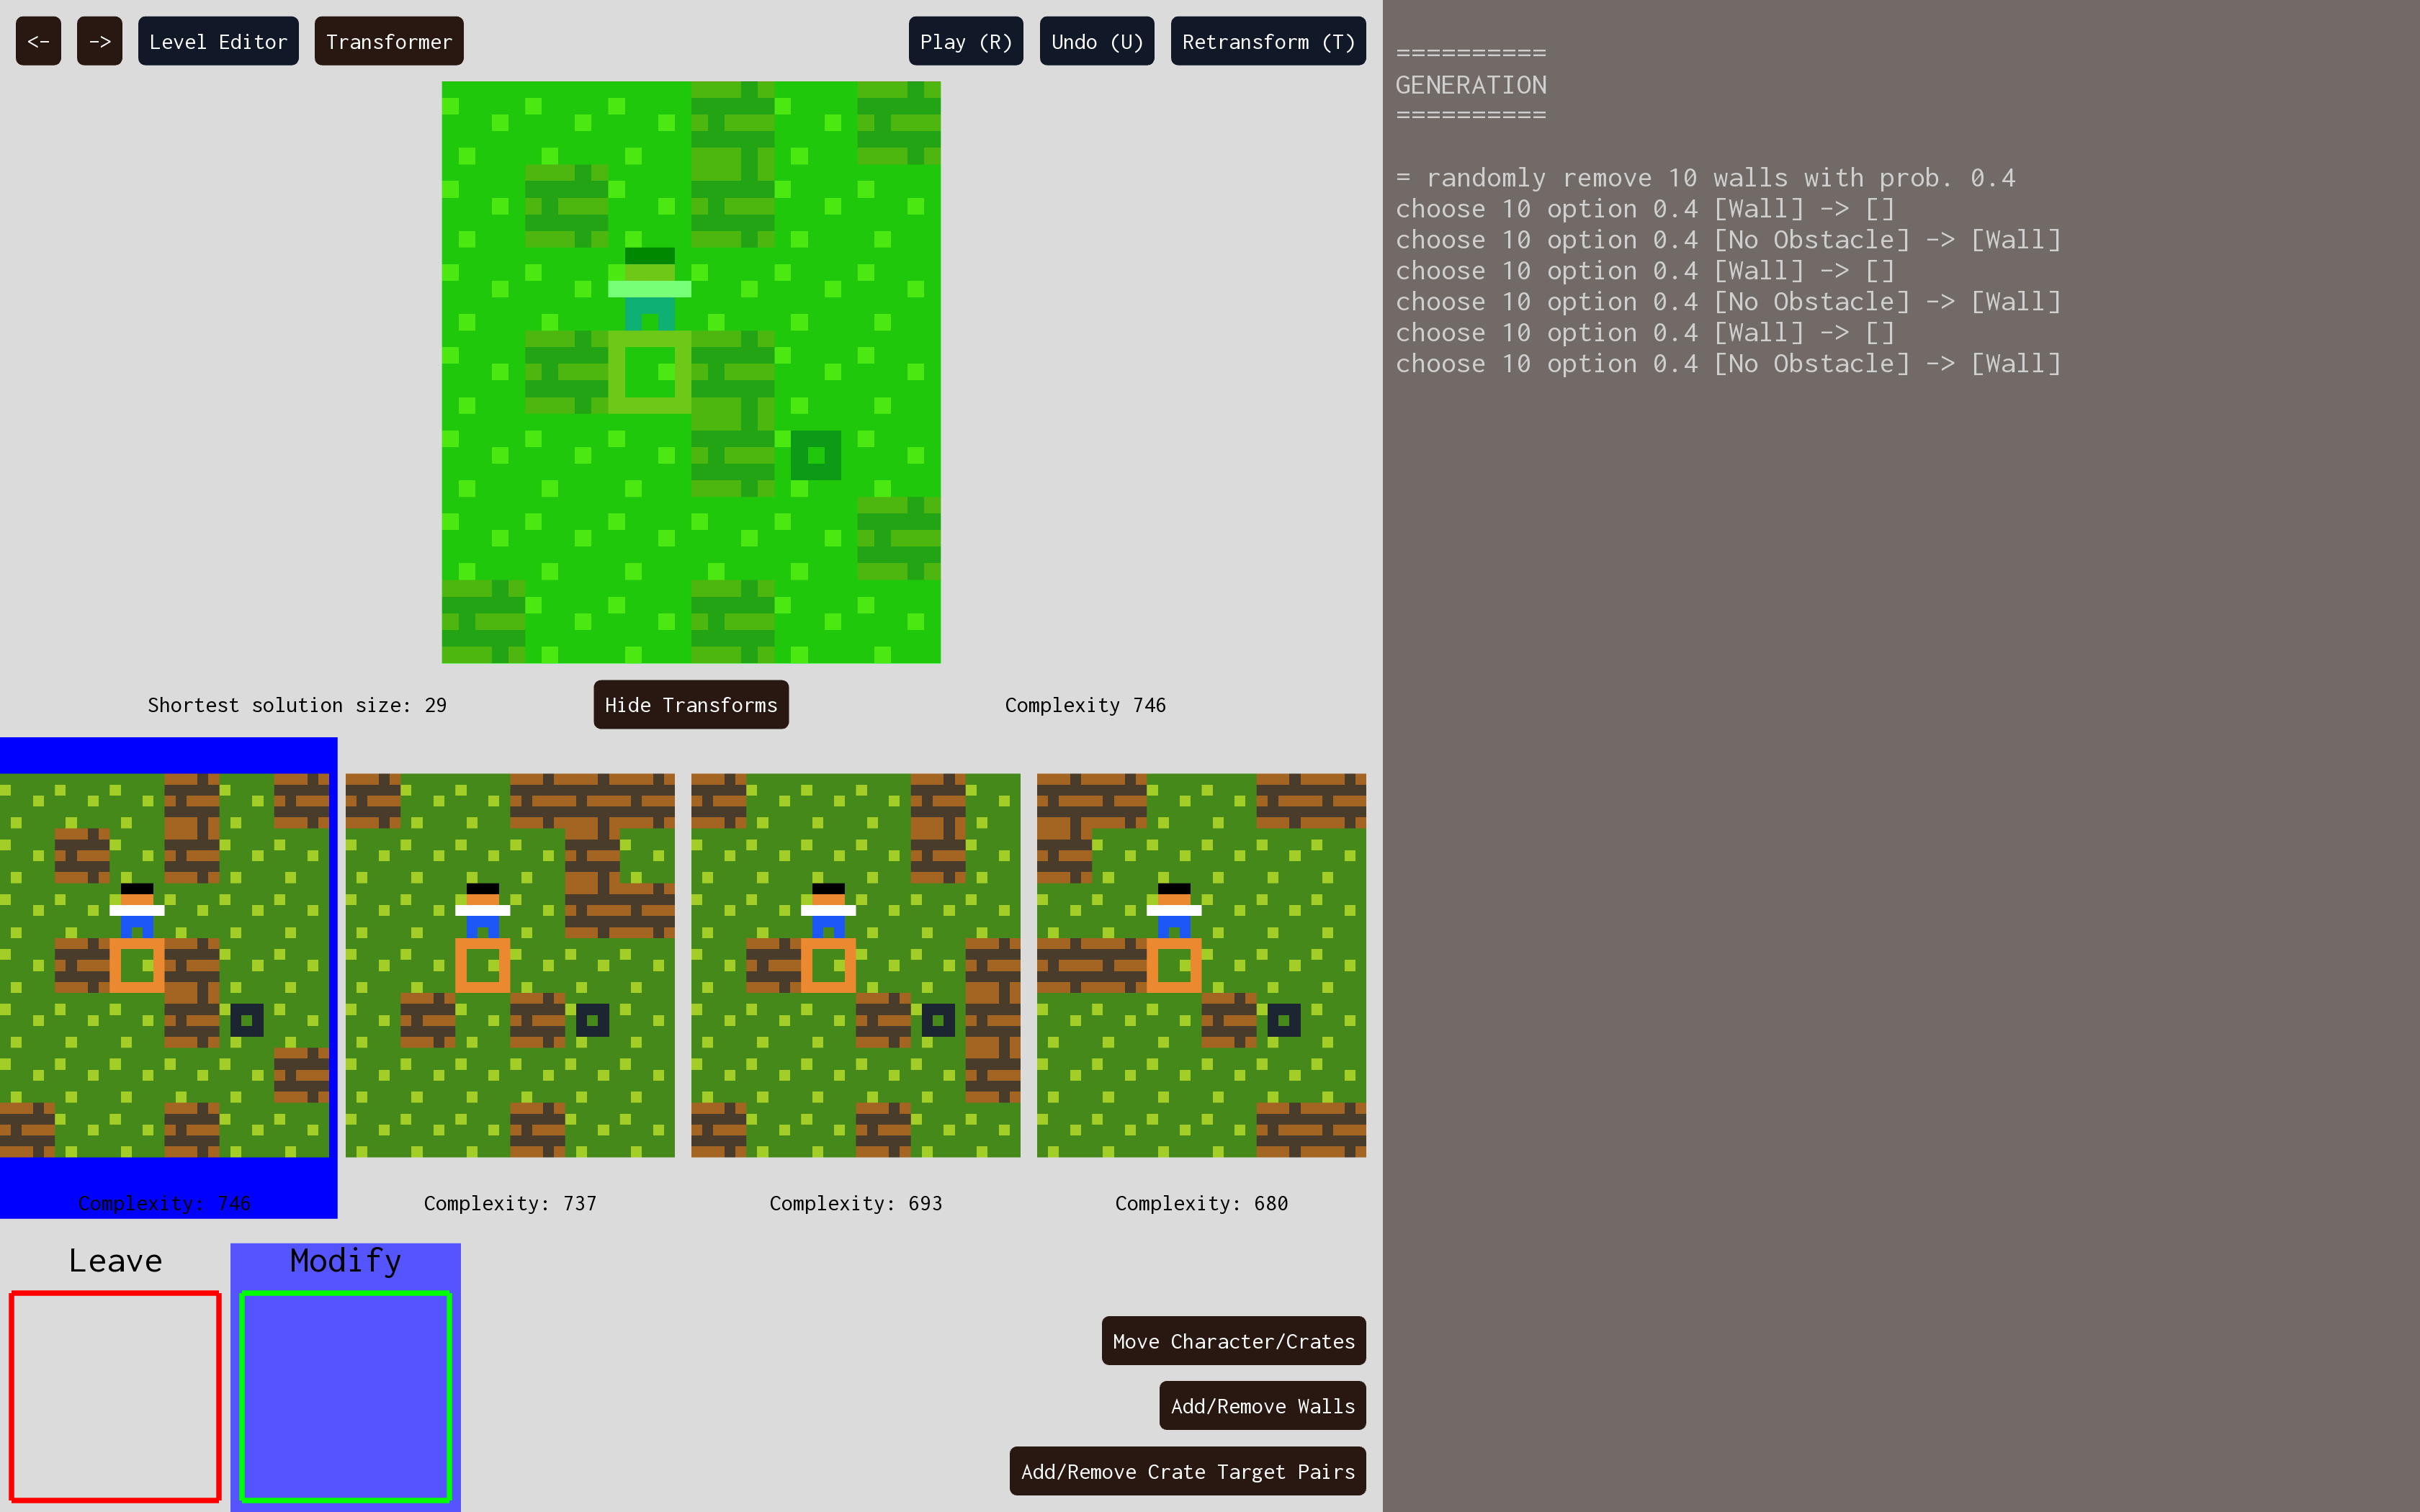 <- -> Level Editor Transformer Play (R) Undo (U) Retransform (T)
Shortest solution size: 29 Hide Transforms Complexity 746
Complexity: 746 Complexity: 737 Complexity: 693 Complexity: 680
Leave Modify
Move Character/Crates
Add/Remove Walls
Add/Remove Crate Target Pairs
==========
GENERATION
==========
= randomly remove 10 walls with prob. 0.4
choose 10 option 0.4 [Wall] -> []
choose 10 option 0.4 [No Obstacle] -> [Wall]
choose 10 option 0.4 [Wall] -> []
choose 10 option 0.4 [No Obstacle] -> [Wall]
choose 10 option 0.4 [Wall] -> []
choose 10 option 0.4 [No Obstacle] -> [Wall]